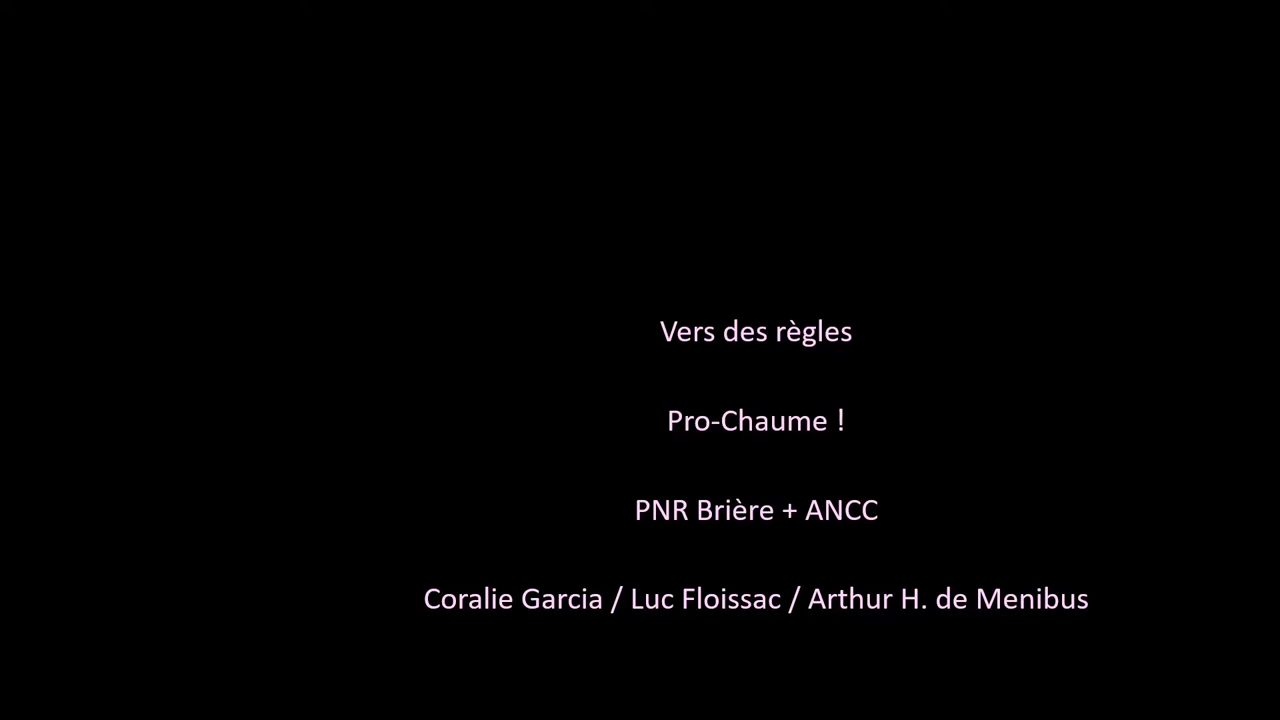 Vers des règles
Pro-Chaume !
PNR Brière + ANCC
Coralie Garcia / Luc Floissac / Arthur H. de Menibus